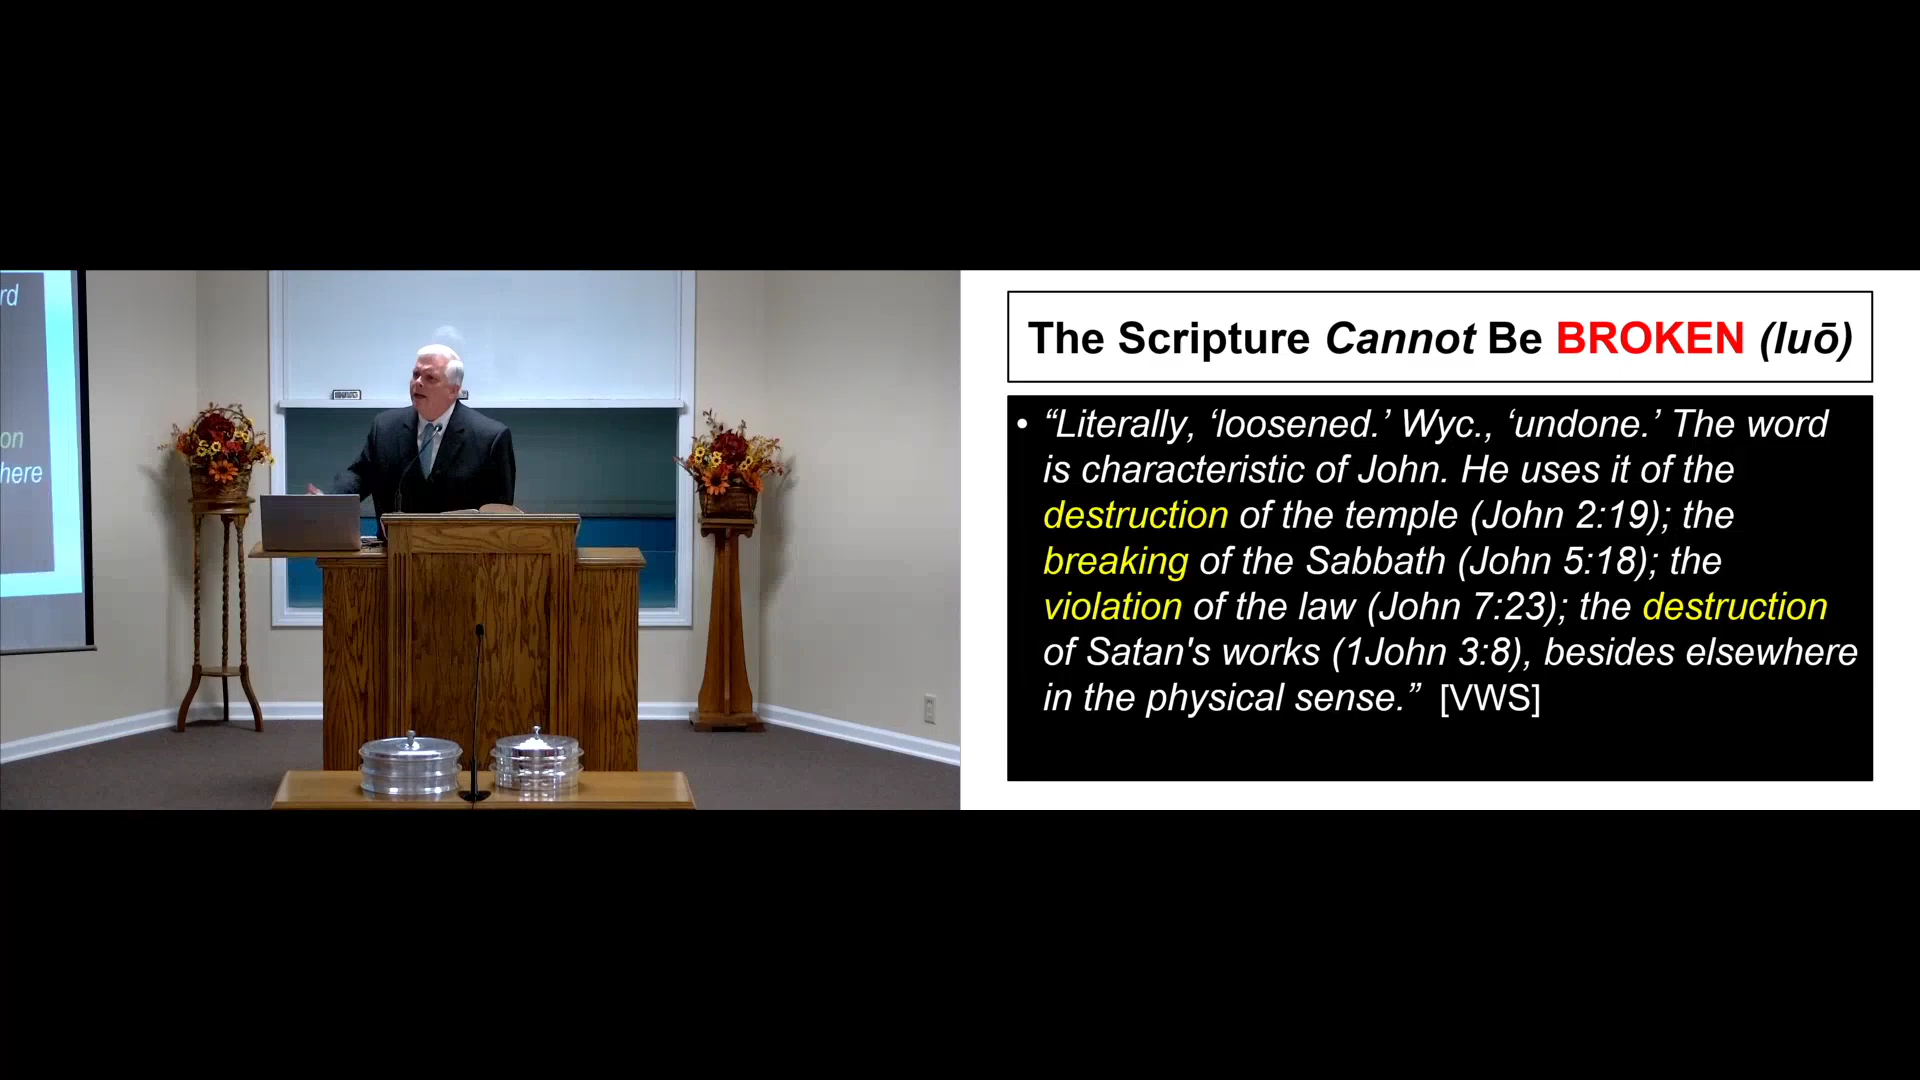 rd
on
here
The Scripture Cannot Be BROKEN (luō)
• “Literally, ‘loosened.’ Wyc., ‘undone.’ The word
is characteristic of John. He uses it of the
destruction of the temple (John 2:19); the
breaking of the Sabbath (John 5:18); the
violation of the law (John 7:23); the destruction
of Satan's works (1John 3:8), besides elsewhere
in the physical sense.” [VWS]